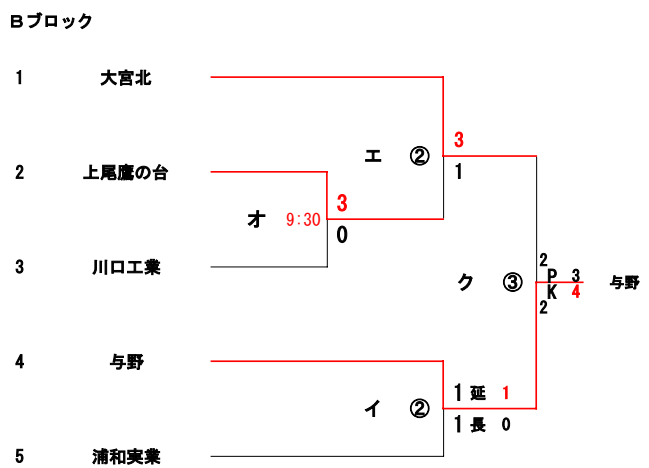 Bブロック
1 大宮北
3
エ ②
1
2 上尾鷹の台
3
オ 9:30
0
3 川口工業
2
ク ③ PK 3 4 与野
2
4 与野
1 延 1
イ ②
1 長 0
5 浦和実業